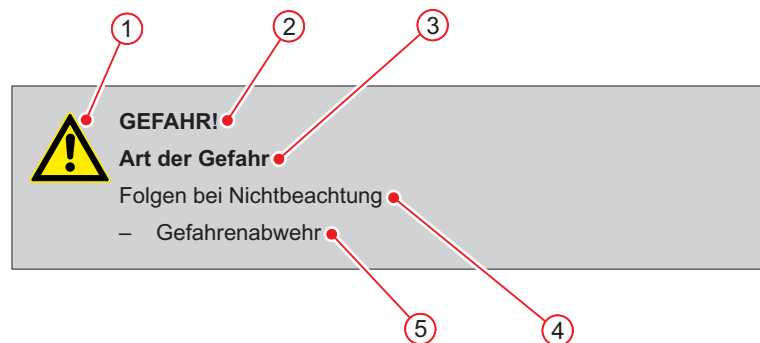 1 2 3
GEFAHR!
Art der Gefahr
Folgen bei Nichtbeachtung
– Gefahrenabwehr
5 4